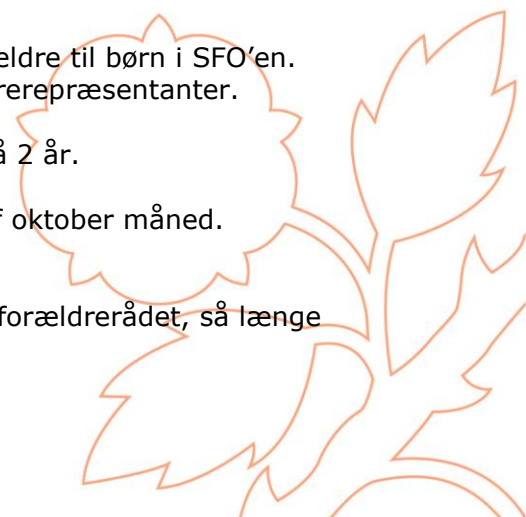 ældre til børn i SFO’en.
rerepræsentanter.
å 2 år.
f oktober måned.
forældrerådet, så længe